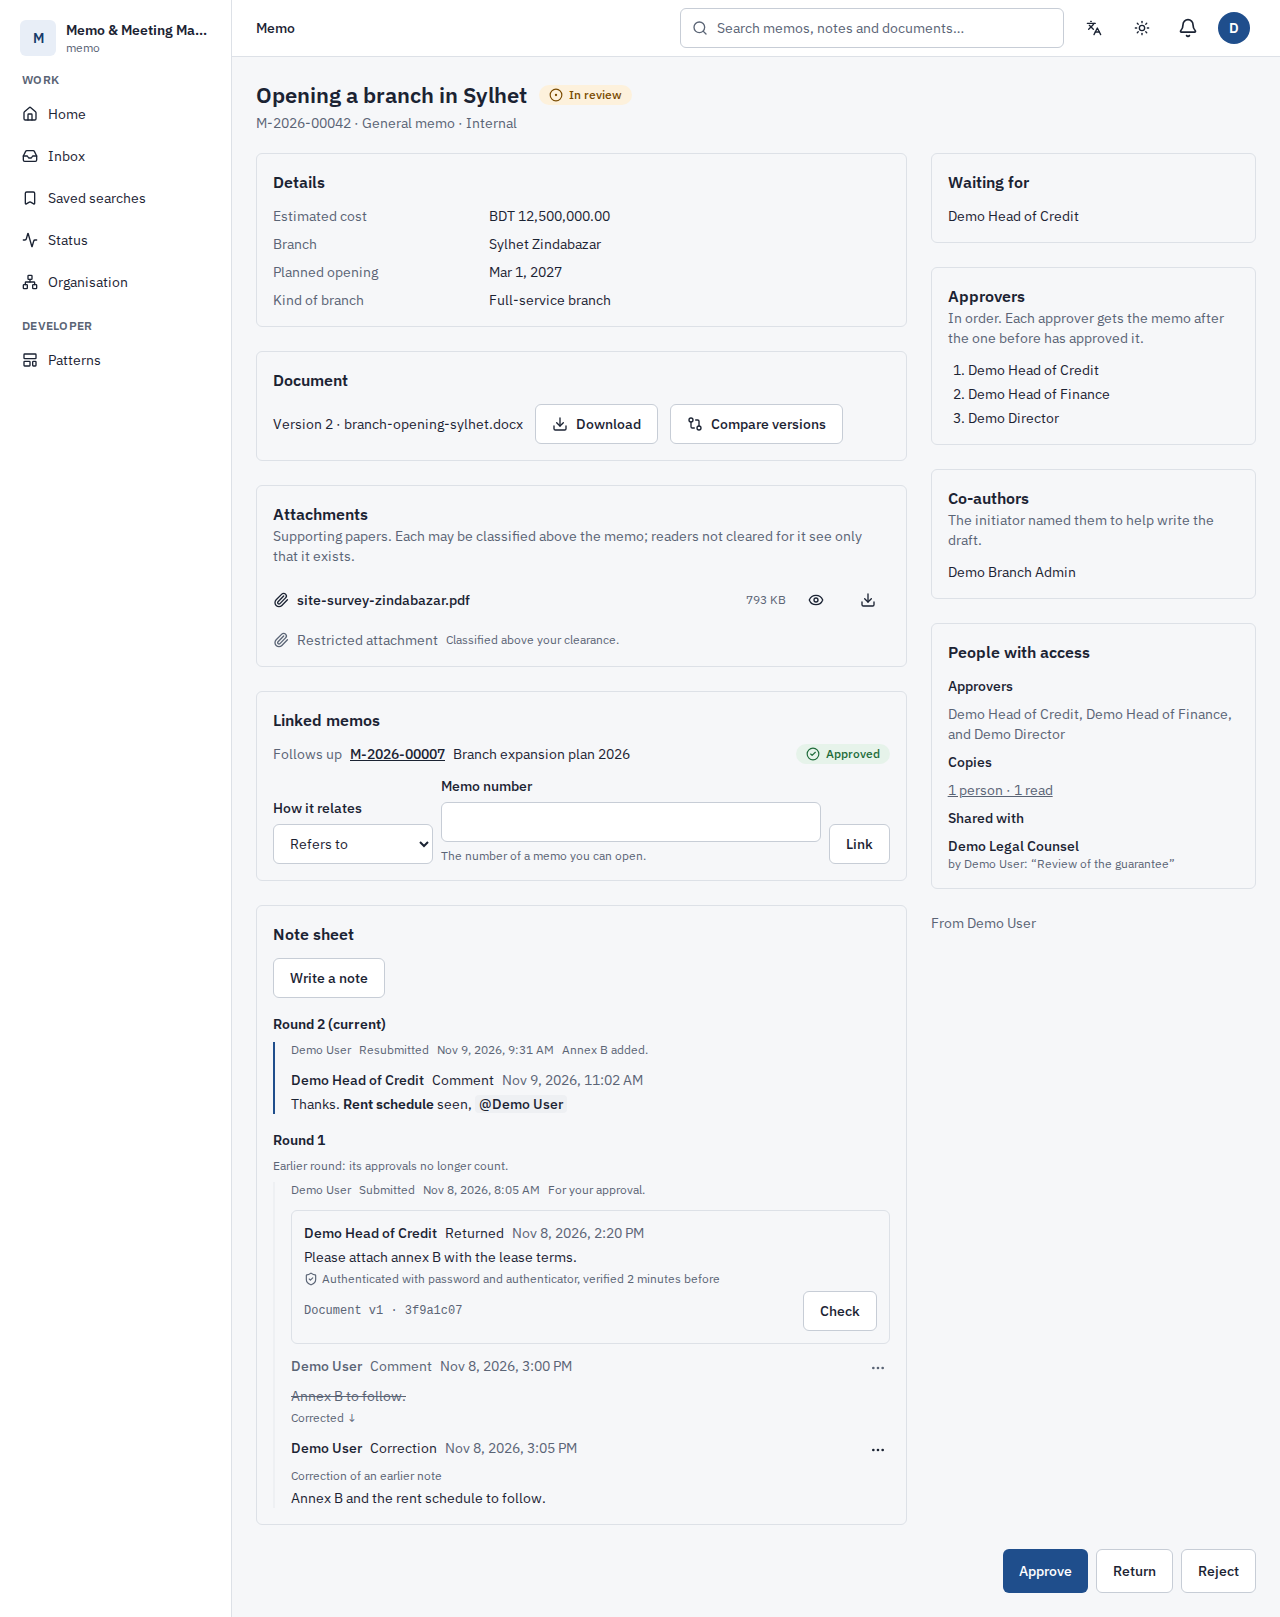 M
Memo & Meeting Ma...
memo
WORK
Home
Inbox
Saved searches
Status
Organisation
DEVELOPER
Patterns
Memo
Search memos, notes and documents...
D
Opening a branch in Sylhet
In review
M-2026-00042 · General memo · Internal
Details
Estimated cost BDT 12,500,000.00
Branch Sylhet Zindabazar
Planned opening Mar 1, 2027
Kind of branch Full-service branch
Document
Version 2 · branch-opening-sylhet.docx Download Compare versions
Attachments
Supporting papers. Each may be classified above the memo; readers not cleared for it see only
that it exists.
site-survey-zindabazar.pdf 793 KB
Restricted attachment Classified above your clearance.
Linked memos
Follows up M-2026-00007 Branch expansion plan 2026 Approved
How it relates
Refers to
Memo number
The number of a memo you can open.
Link
Note sheet
Write a note
Round 2 (current)
Demo User Resubmitted Nov 9, 2026, 9:31 AM Annex B added.
Demo Head of Credit Comment Nov 9, 2026, 11:02 AM
Thanks. Rent schedule seen, @Demo User
Round 1
Earlier round: its approvals no longer count.
Demo User Submitted Nov 8, 2026, 8:05 AM For your approval.
Demo Head of Credit Returned Nov 8, 2026, 2:20 PM
Please attach annex B with the lease terms.
Authenticated with password and authenticator, verified 2 minutes before
Document v1 · 3f9a1c07 Check
Demo User Comment Nov 8, 2026, 3:00 PM
Annex B to follow.
Corrected ↓
Demo User Correction Nov 8, 2026, 3:05 PM
Correction of an earlier note
Annex B and the rent schedule to follow.
Waiting for
Demo Head of Credit
Approvers
In order. Each approver gets the memo after
the one before has approved it.
1. Demo Head of Credit
2. Demo Head of Finance
3. Demo Director
Co-authors
The initiator named them to help write the
draft.
Demo Branch Admin
People with access
Approvers
Demo Head of Credit, Demo Head of Finance,
and Demo Director
Copies
1 person · 1 read
Shared with
Demo Legal Counsel
by Demo User: “Review of the guarantee”
From Demo User
Approve Return Reject